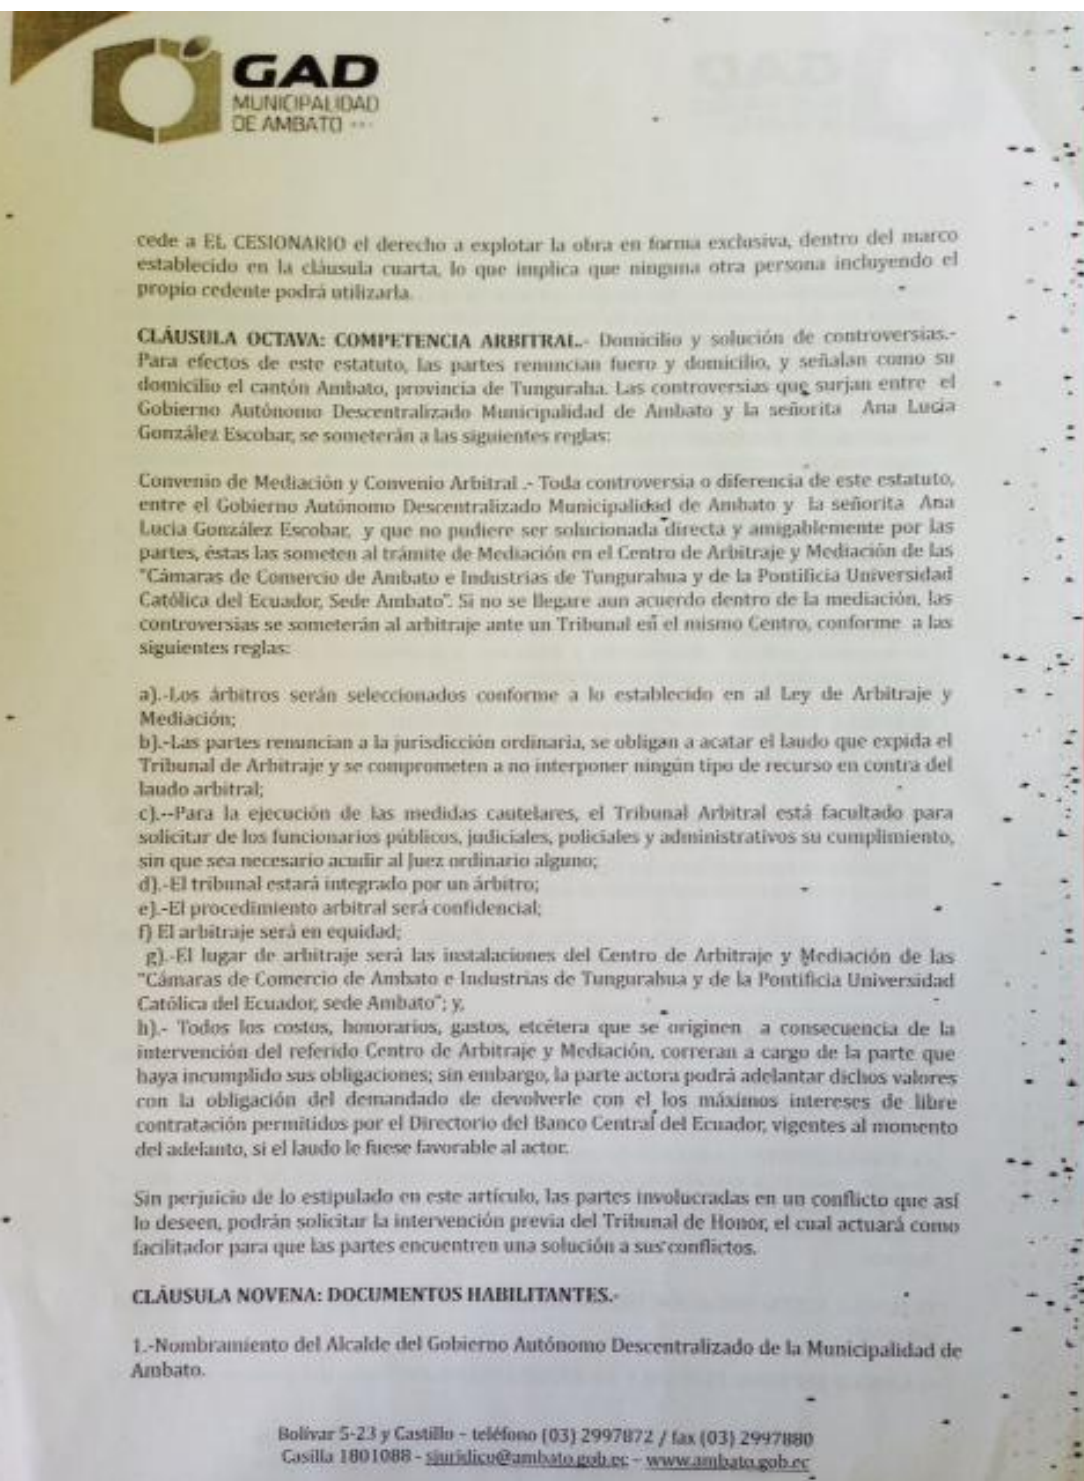 GAD
MUNICIPALIDAD
DE AMBATO
cede a EL CESIONARIO el derecho a explotar la obra en forma exclusiva, dentro del marco
establecido en la cláusula cuarta, lo que implica que ninguna otra persona incluyendo el
propio cedente podrá utilizarla.
CLÁUSULA OCTAVA: COMPETENCIA ARBITRAL.- Domicilio y solución de controversias.-
Para efectos de este estatuto, las partes renuncian fuero y domicilio, y señalan como su
domicilio el cantón Ambato, provincia de Tunguraha. Las controversias que surjan entre el
Gobierno Autónomo Descentralizado Municipalidad de Ambato y la señorita Ana Lucia
González Escobar, se someterán a las siguientes reglas:
Convenio de Mediación y Convenio Arbitral .- Toda controversia o diferencia de este estatuto,
entre el Gobierno Autónomo Descentralizado Municipalidad de Ambato y la señorita Ana
Lucia González Escobar, y que no pudiere ser solucionada directa y amigablemente por las
partes, éstas las someten al trámite de Mediación en el Centro de Arbitraje y Mediación de las
"Cámaras de Comercio de Ambato e Industrias de Tungurahua y de la Pontificia Universidad
Católica del Ecuador, Sede Ambato". Si no se llegare aun acuerdo dentro de la mediación, las
controversias se someterán al arbitraje ante un Tribunal en el mismo Centro, conforme a las
siguientes reglas:
a).-Los árbitros serán seleccionados conforme a lo establecido en al Ley de Arbitraje y
Mediación;
b).-Las partes renuncian a la jurisdicción ordinaria, se obligan a acatar el laudo que expida el
Tribunal de Arbitraje y se comprometen a no interponer ningún tipo de recurso en contra del
laudo arbitral;
c).--Para la ejecución de las medidas cautelares, el Tribunal Arbitral está facultado para
solicitar de los funcionarios públicos, judiciales, policiales y administrativos su cumplimiento,
sin que sea necesario acudir al Juez ordinario alguno;
d).-El tribunal estará integrado por un árbitro;
e).-El procedimiento arbitral será confidencial;
f) El arbitraje será en equidad;
g).-El lugar de arbitraje será las instalaciones del Centro de Arbitraje y Mediación de las
"Cámaras de Comercio de Ambato e Industrias de Tungurahua y de la Pontificia Universidad
Católica del Ecuador, sede Ambato"; y,
h).- Todos los costos, honorarios, gastos, etcétera que se originen a consecuencia de la
intervención del referido Centro de Arbitraje y Mediación, correran a cargo de la parte que
haya incumplido sus obligaciones; sin embargo, la parte actora podrá adelantar dichos valores
con la obligación del demandado de devolverle con el los máximos intereses de libre
contratación permitidos por el Directorio del Banco Central del Ecuador, vigentes al momento
del adelanto, si el laudo le fuese favorable al actor.
Sin perjuicio de lo estipulado en este artículo, las partes involucradas en un conflicto que así
lo deseen, podrán solicitar la intervención previa del Tribunal de Honor, el cual actuará como
facilitador para que las partes encuentren una solución a sus conflictos.
CLÁUSULA NOVENA: DOCUMENTOS HABILITANTES.-
1.-Nombramiento del Alcalde del Gobierno Autónomo Descentralizado de la Municipalidad de
Ambato.
Bolívar 5-23 y Castillo – teléfono (03) 2997872 / fax (03) 2997880
Casilla 1801088 - sjuridico@ambato.gob.ec – www.ambato.gob.ec